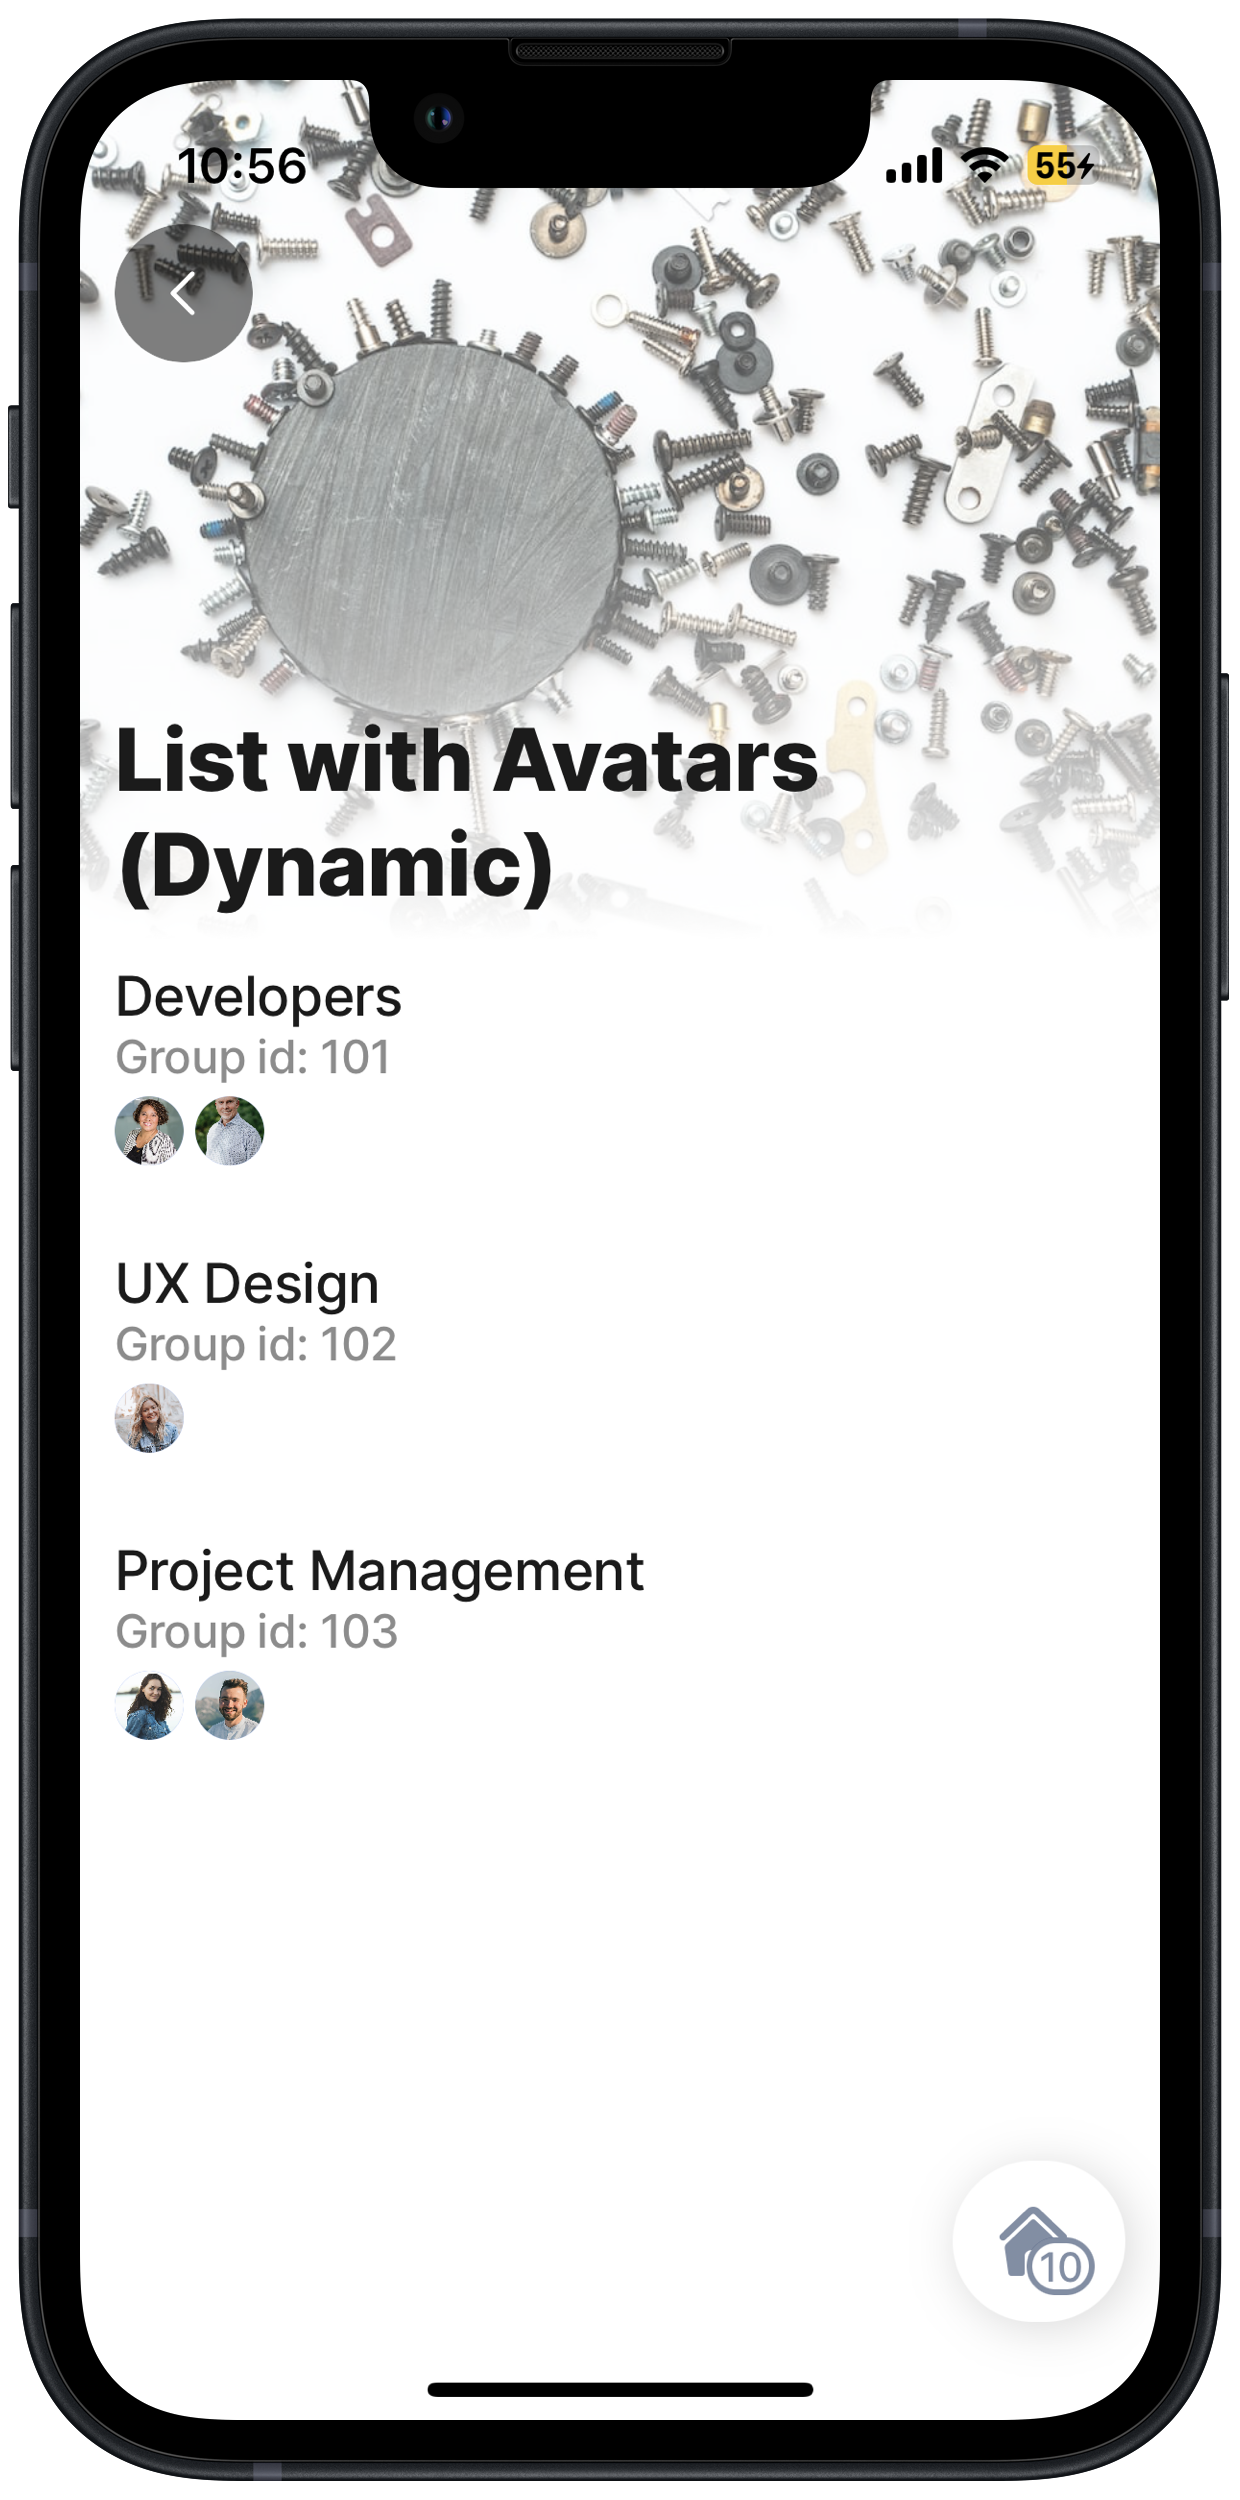 10:56
55
List with Avatars
(Dynamic)
Developers
Group id: 101
UX Design
Group id: 102
Project Management
Group id: 103
10